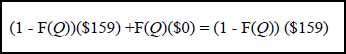 (1 - F(Q))($159) +F(Q)($0) = (1 - F(Q)) ($159)